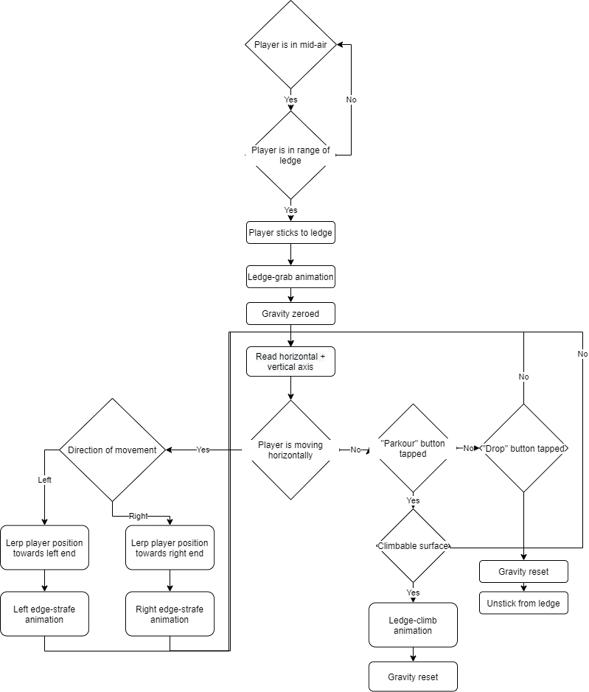 Player is in mid-air
Yes
No
Player is in range of
ledge
Yes
Player sticks to ledge
Ledge-grab animation
Gravity zeroed
Read horizontal +
vertical axis
No
No
Direction of movement
Yes
Player is moving
horizontally
No
"Parkour" button
tapped
No
"Drop" button tapped
Left
Right
Yes
Lerp player position
towards left end
Lerp player position
towards right end
Climbable surface
Gravity reset
Yes
Left edge-strafe
animation
Right edge-strafe
animation
Unstick from ledge
Ledge-climb
animation
Gravity reset